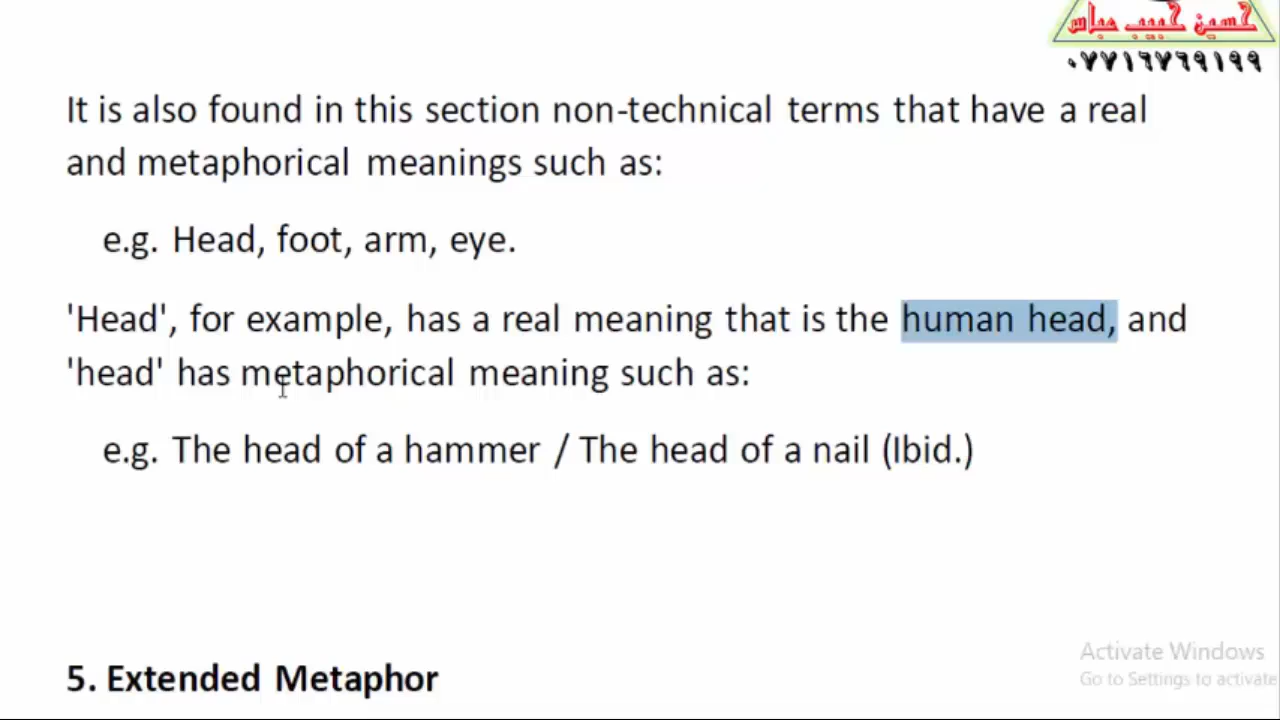 حسين حبيب عباس
٠٧٧١٦٧٦٩١٩٩
It is also found in this section non-technical terms that have a real
and metaphorical meanings such as:
e.g. Head, foot, arm, eye.
'Head', for example, has a real meaning that is the human head, and
'head' has metaphorical meaning such as:
e.g. The head of a hammer / The head of a nail (Ibid.)
5. Extended Metaphor
Activate Windows
Go to Settings to activate